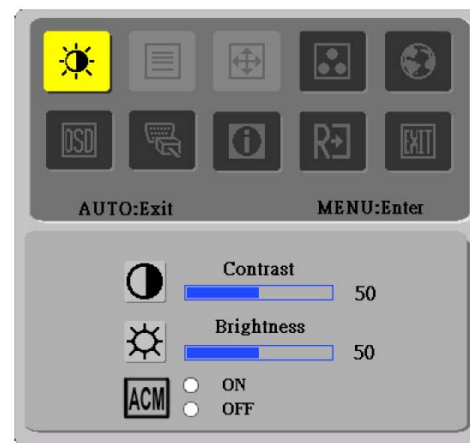 OSD
i
R
EXIT
AUTO:Exit MENU:Enter
Contrast
50
Brightness
50
ACM ON
OFF